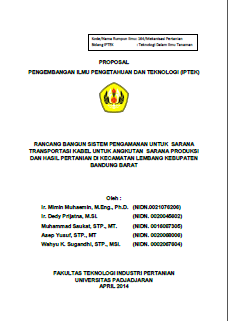 Kode/Nama Rumpun Ilmu: 164/Mekanisasi Pertanian
Bidang IPTEK : Teknologi Dalam Ilmu Tanaman
PROPOSAL
PENGEMBANGAN ILMU PENGETAHUAN DAN TEKNOLOGI (IPTEK)
RANCANG BANGUN SISTEM PENGAMANAN UNTUK SARANA
TRANSPORTASI KABEL UNTUK ANGKUTAN SARANA PRODUKSI
DAN HASIL PERTANIAN DI KECAMATAN LEMBANG KEBUPATEN
BANDUNG BARAT
Oleh :
Ir. Mimin Muhaemin, M.Eng., Ph.D. (NIDN.0021076206)
Ir. Dedy Prijatna, M.Si. (NIDN. 0020045802)
Muhammad Saukat, STP., MT. (NIDN. 0016087305)
Asep Yusuf, STP., MT (NIDN. 0020069006)
Wahyu K. Sugandhi, STP., MSi. (NIDN. 0002067804)
FAKULTAS TEKNOLOGI INDUSTRI PERTANIAN
UNIVERSITAS PADJADJARAN
APRIL 2014